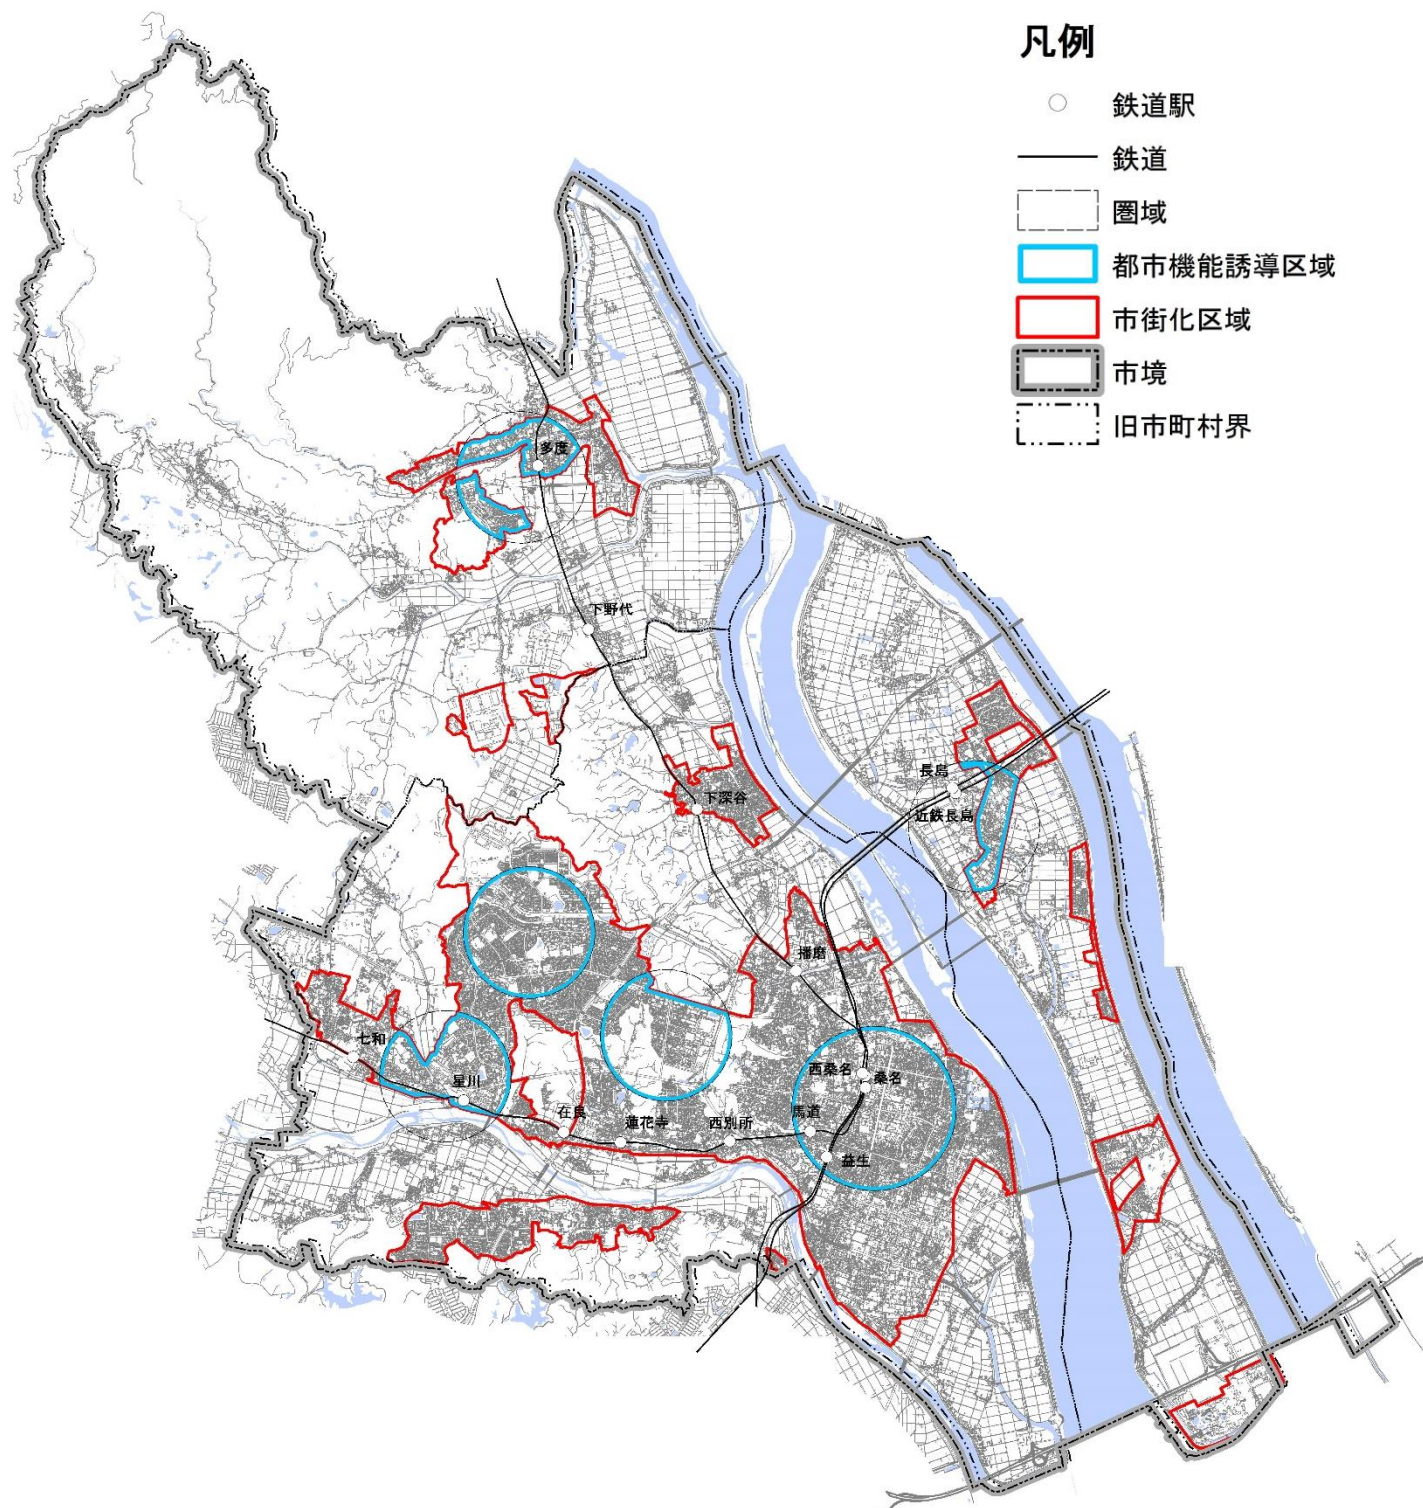 凡例
鉄道駅
鉄道
圏域
都市機能誘導区域
市街化区域
市境
旧市町村界
多度
下野代
長島
下深谷
近鉄長島
播磨
七和
西桑名
桑名
星川
在良
蓮花寺
西別所
馬道
益生